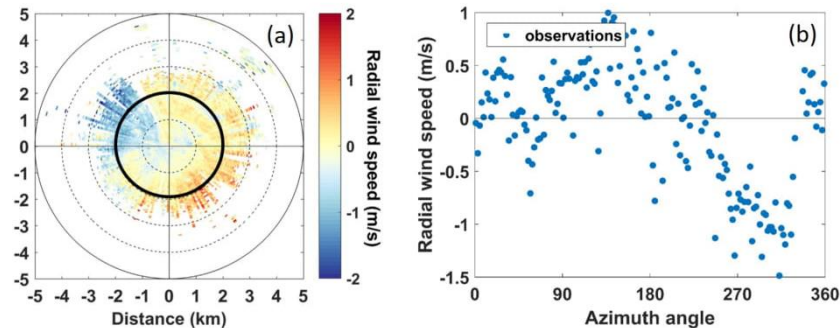 (a)
5
4
3
2
1
0
-1
-2
-3
-4
5
-5 -4 -3 -2 -1 0 1 2 3 4 5
Distance (km)
2
1
0
-1
-2
Radial wind speed (m/s)
(b)
observations
1
0.5
0
-0.5
-1
-1.5
0 90 180 270 360
Radial wind speed (m/s)
Azimuth angle